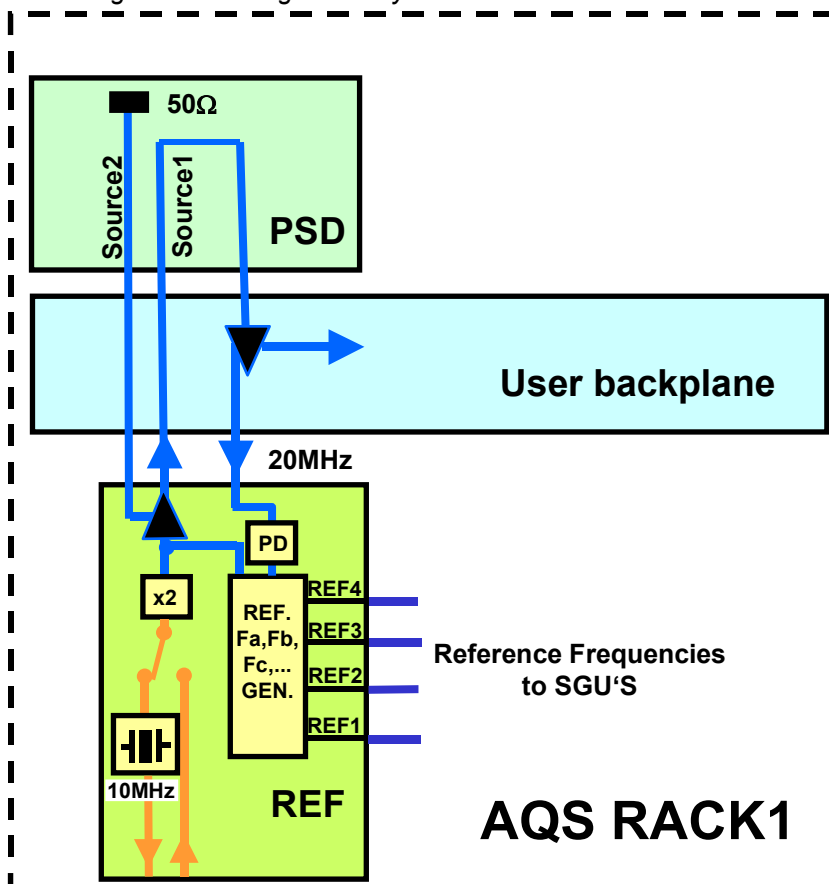 50Ω
Source2
Source1
PSD
User backplane
20MHz
PD
x2
REF.
Fa,Fb,
Fc,...
GEN.
REF4
REF3
REF2
REF1
Reference Frequencies
to SGU‘S
10MHz
REF
AQS RACK1